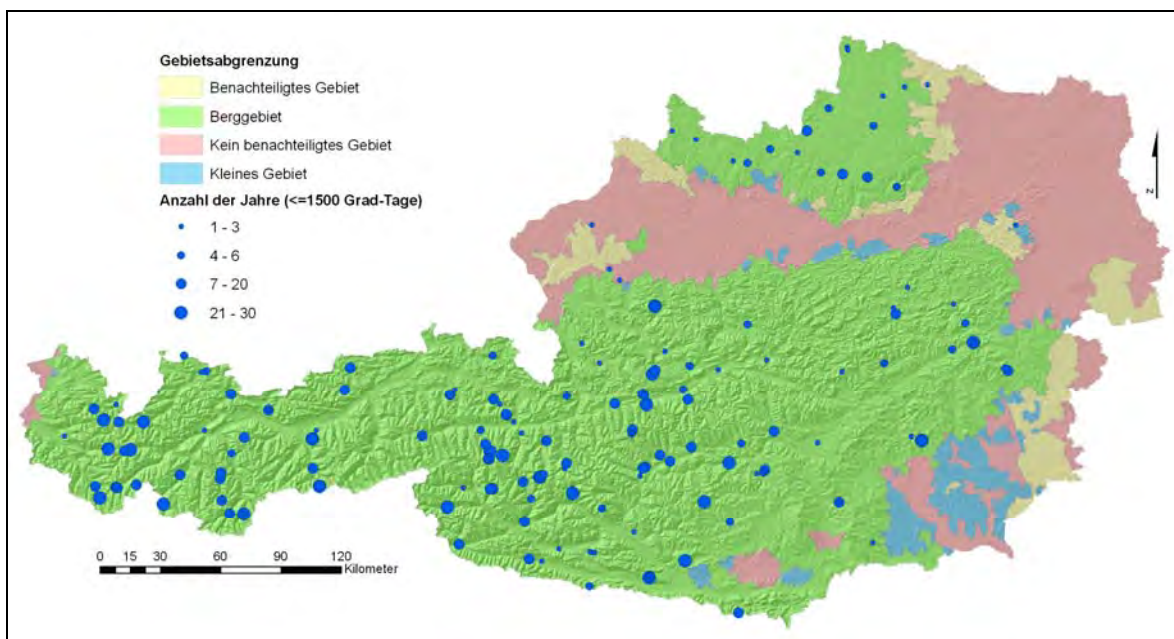 Gebietsabgrenzung
Benachteiligtes Gebiet
Berggebiet
Kein benachteiligtes Gebiet
Kleines Gebiet
Anzahl der Jahre (<=1500 Grad-Tage)
1 - 3
4 - 6
7 - 20
21 - 30
N
0 15 30 60 90 120
Kilometer